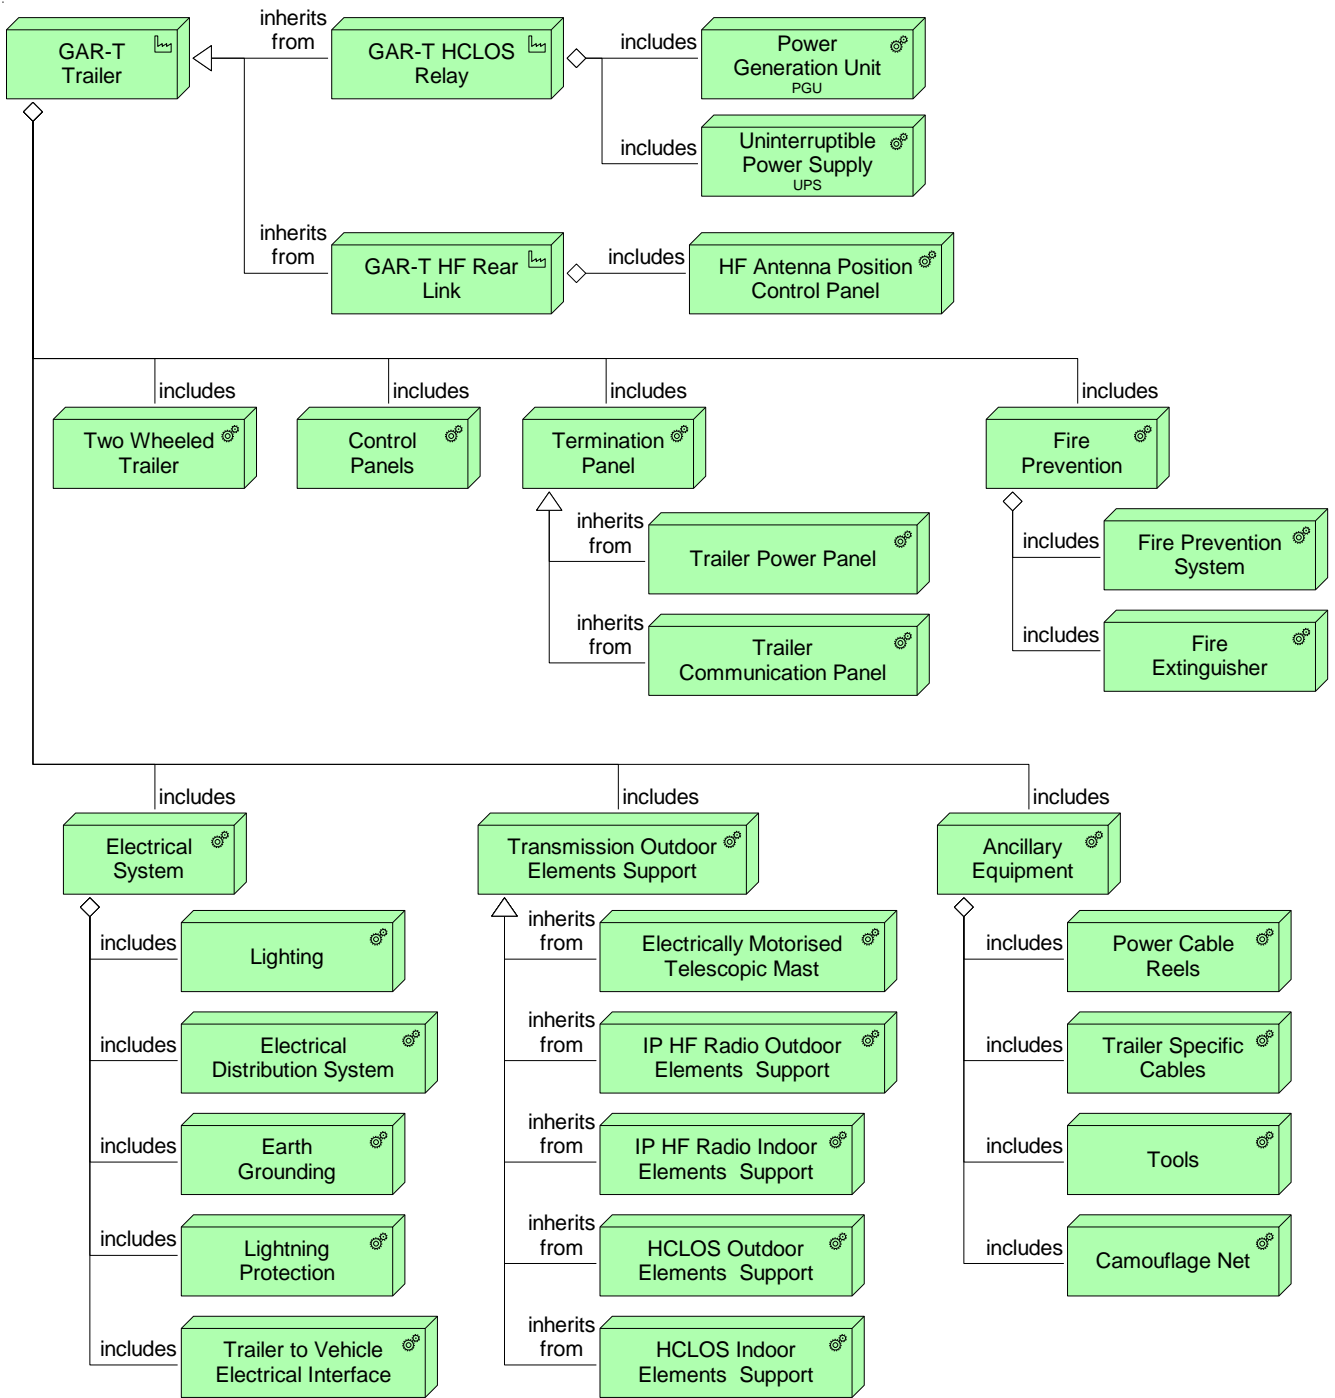 GAR-T
Trailer
inherits
from
GAR-T HCLOS
Relay
includes
Power
Generation Unit
PGU
includes
Uninterruptible
Power Supply
UPS
inherits
from
GAR-T HF Rear
Link
includes
HF Antenna Position
Control Panel
includes
Two Wheeled
Trailer
includes
Control
Panels
includes
Termination
Panel
includes
Fire
Prevention
inherits
from
Trailer Power Panel
inherits
from
Trailer
Communication Panel
includes
Fire Prevention
System
includes
Fire
Extinguisher
includes
Electrical
System
includes
Transmission Outdoor
Elements Support
includes
Ancillary
Equipment
includes
Lighting
includes
Electrical
Distribution System
includes
Earth
Grounding
includes
Lightning
Protection
includes
Trailer to Vehicle
Electrical Interface
inherits
from
Electrically Motorised
Telescopic Mast
inherits
from
IP HF Radio Outdoor
Elements  Support
inherits
from
IP HF Radio Indoor
Elements  Support
inherits
from
HCLOS Outdoor
Elements  Support
inherits
from
HCLOS Indoor
Elements  Support
includes
Power Cable
Reels
includes
Trailer Specific
Cables
includes
Tools
includes
Camouflage Net